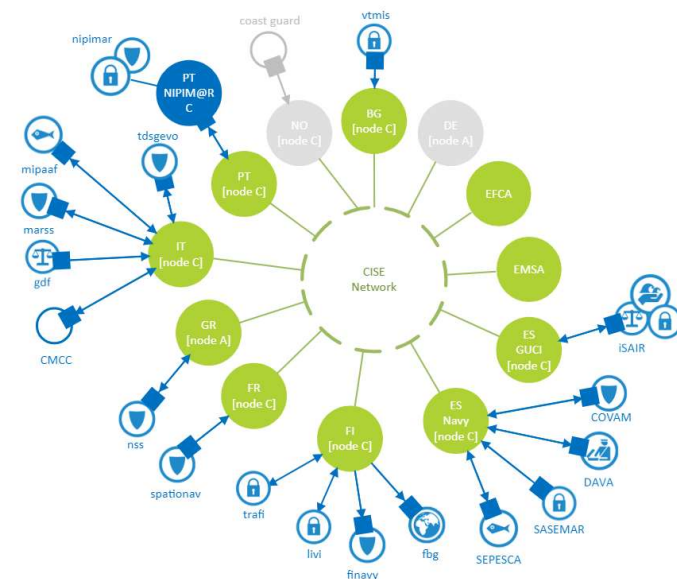 coast guard
vtmis
nipimar
PT
NIPIM@R
C
NO
[node C]
BG
[node C]
DE
[node A]
tdsgevo
mipaaf
PT
[node C]
EFCA
marss
IT
[node C]
CISE
Network
EMSA
gdf
ES
GUCI
[node C]
iSAIR
CMCC
GR
[node A]
FR
[node C]
ES
Navy
[node C]
COVAM
nss
FI
[node C]
DAVA
spationav
trafi
livi
finavy
fbg
SEPESCA
SASEMAR